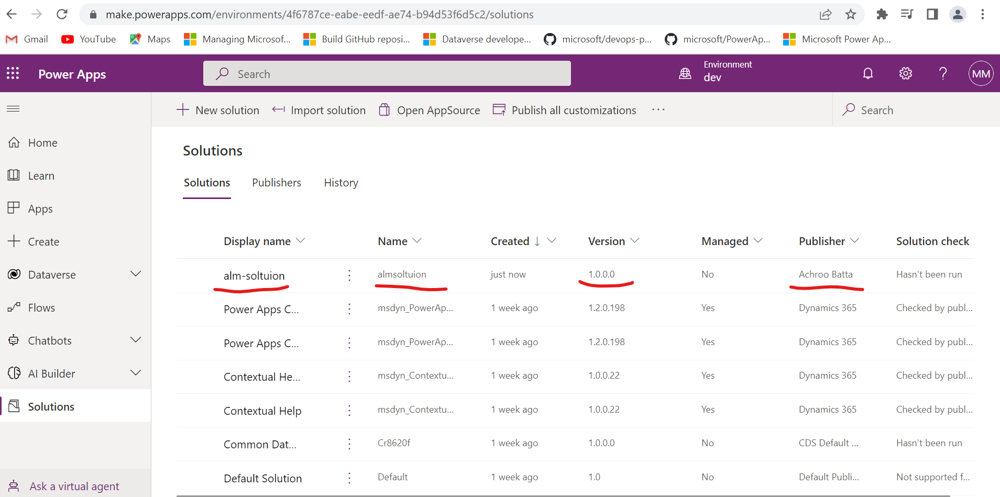 make.powerapps.com/environments/4f6787ce-eabe-eedf-ae74-b94d53f6d5c2/solutions
Gmail YouTube Maps Managing Microsof... Build GitHub reposi... Dataverse develope... microsoft/devops-p... microsoft/PowerAp... Microsoft Power Ap...
Power Apps Search Environment
dev MM
New solution Import solution Open AppSource Publish all customizations ... Search
Home
Learn
Apps
Create
Dataverse
Flows
Chatbots
AI Builder
Solutions
Ask a virtual agent
Solutions
Solutions Publishers History
Display name Name Created Version Managed Publisher Solution check
alm-soltuion almsoltuion just now 1.0.0.0 No Achroo Batta Hasn't been run
Power Apps C... msdyn_PowerAp... 1 week ago 1.2.0.198 Yes Dynamics 365 Checked by publ...
Power Apps C... msdyn_PowerAp... 1 week ago 1.2.0.198 Yes Dynamics 365 Checked by publ...
Contextual He... msdyn_Contextu... 1 week ago 1.0.0.22 Yes Dynamics 365 Checked by publ...
Contextual Help msdyn_Contextu... 1 week ago 1.0.0.22 Yes Dynamics 365 Checked by publ...
Common Dat... Cr8620f 1 week ago 1.0.0.0 No CDS Default ... Hasn't been run
Default Solution Default 1 week ago 1.0 No Default Publi... Not supported f...